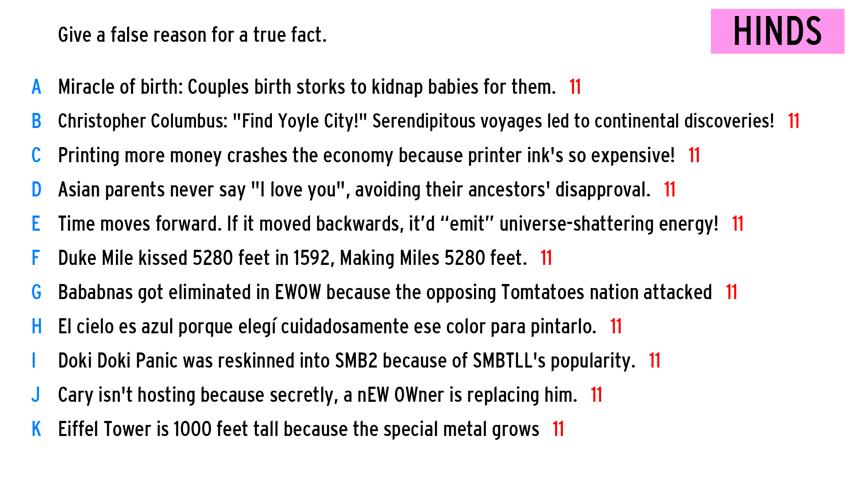 HINDS
Give a false reason for a true fact.
A Miracle of birth: Couples birth storks to kidnap babies for them. 11
B Christopher Columbus: "Find Yoyle City!" Serendipitous voyages led to continental discoveries! 11
C Printing more money crashes the economy because printer ink's so expensive! 11
D Asian parents never say "I love you", avoiding their ancestors' disapproval. 11
E Time moves forward. If it moved backwards, it’d “emit” universe-shattering energy! 11
F Duke Mile kissed 5280 feet in 1592, Making Miles 5280 feet. 11
G Bababnas got eliminated in EWOW because the opposing Tomtatoes nation attacked 11
H El cielo es azul porque elegí cuidadosamente ese color para pintarlo. 11
I Doki Doki Panic was reskinned into SMB2 because of SMBTLL's popularity. 11
J Cary isn't hosting because secretly, a nEW OWner is replacing him. 11
K Eiffel Tower is 1000 feet tall because the special metal grows 11